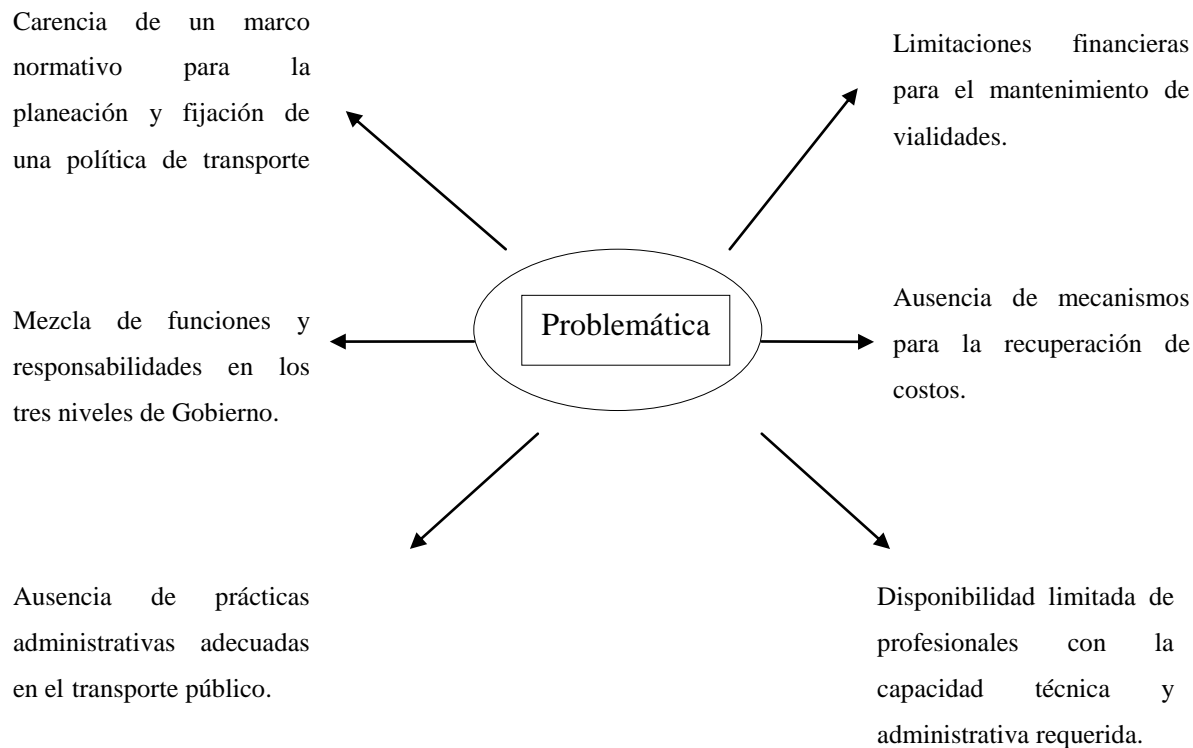 Carencia de un marco
normativo para la
planeación y fijación de
una política de transporte
Limitaciones financieras
para el mantenimiento de
vialidades.
Mezcla de funciones y
responsabilidades en los
tres niveles de Gobierno.
Problemática
Ausencia de mecanismos
para la recuperación de
costos.
Ausencia de prácticas
administrativas adecuadas
en el transporte público.
Disponibilidad limitada de
profesionales con la
capacidad técnica y
administrativa requerida.